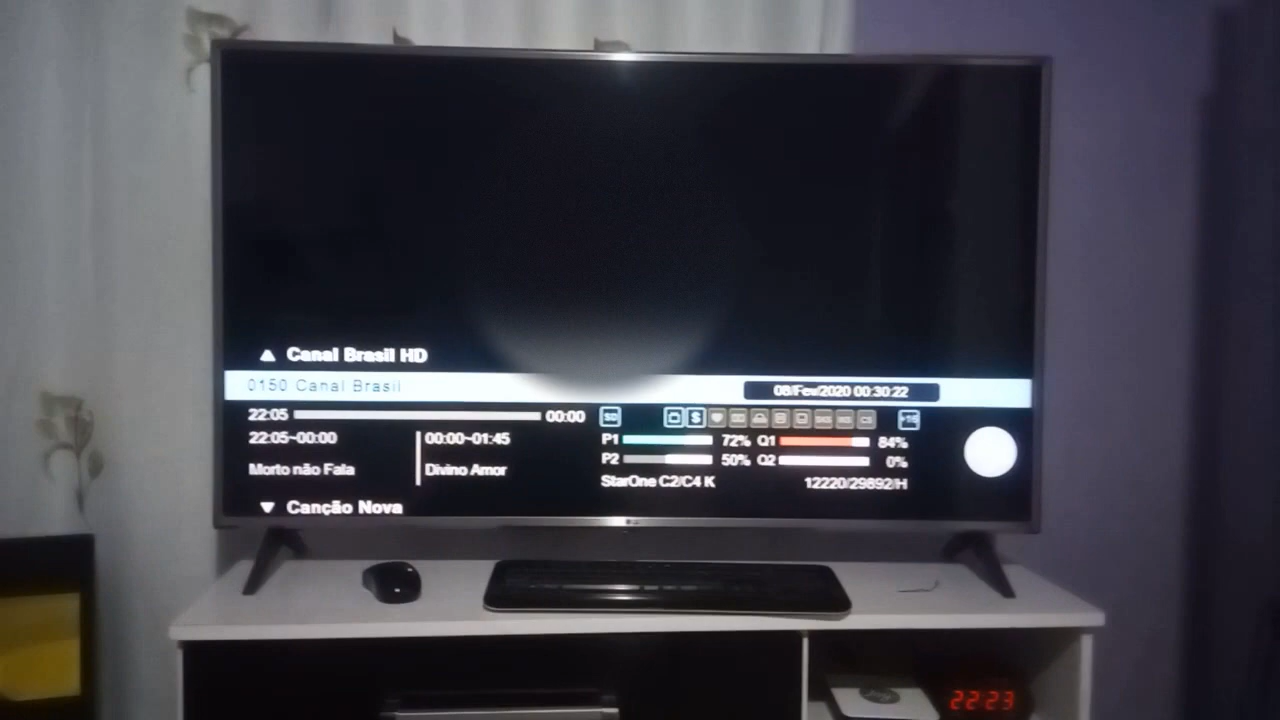 Canal Brasil HD
0150 Canal Brasil
08/Fev/2020 00:30:22
22:05 00:00
SD $ +16
22:05~00:00 00:00~01:45
P1 72% Q1 84%
Morto não Fala Divino Amor
P2 50% Q2 0%
StarOne C2/C4 K 12220/29892/H
Canção Nova
LG
22:23